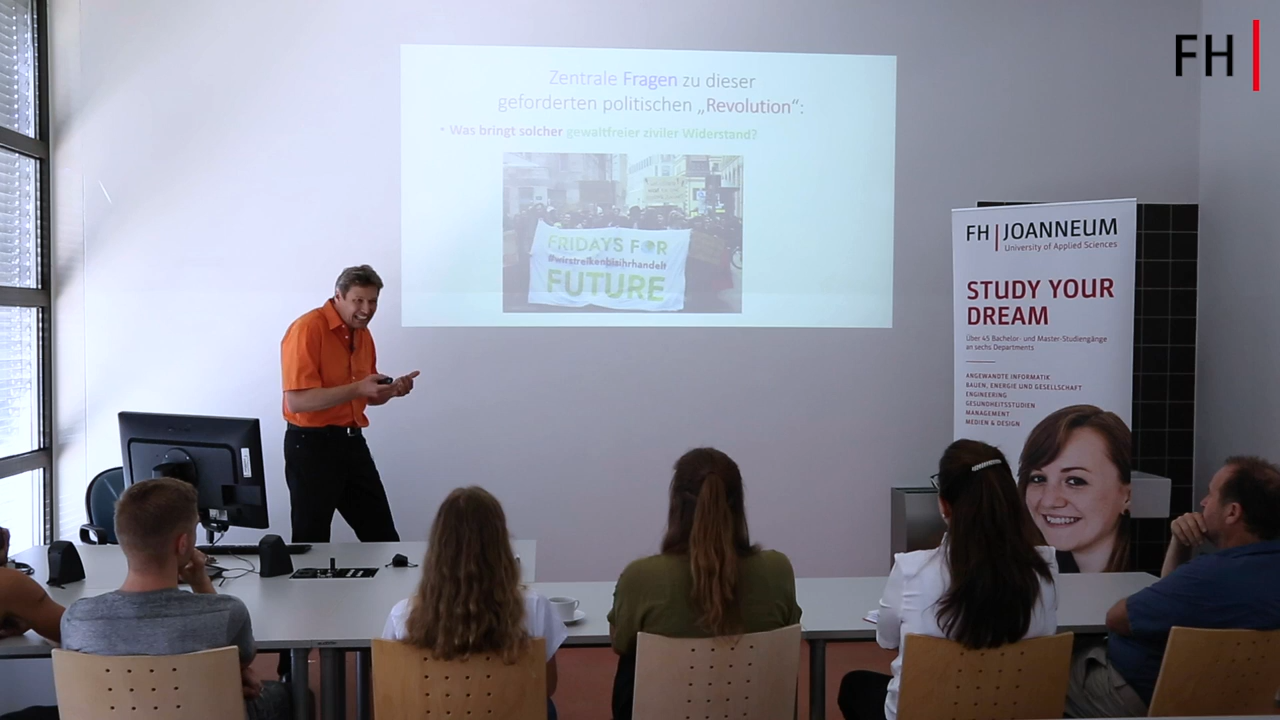 FH
Zentrale Fragen zu dieser
geforderten politischen „Revolution“:
• Was bringt solcher gewaltfreier ziviler Widerstand?
FRIDAYS FOR
#wirstreikenbisihrhandelt
FUTURE
FH JOANNEUM
University of Applied Sciences
STUDY YOUR
DREAM
Über 45 Bachelor- und Master-Studiengänge
an sechs Departments
ANGEWANDTE INFORMATIK
BAUEN, ENERGIE UND GESELLSCHAFT
ENGINEERING
GESUNDHEITSSTUDIEN
MANAGEMENT
MEDIEN & DESIGN